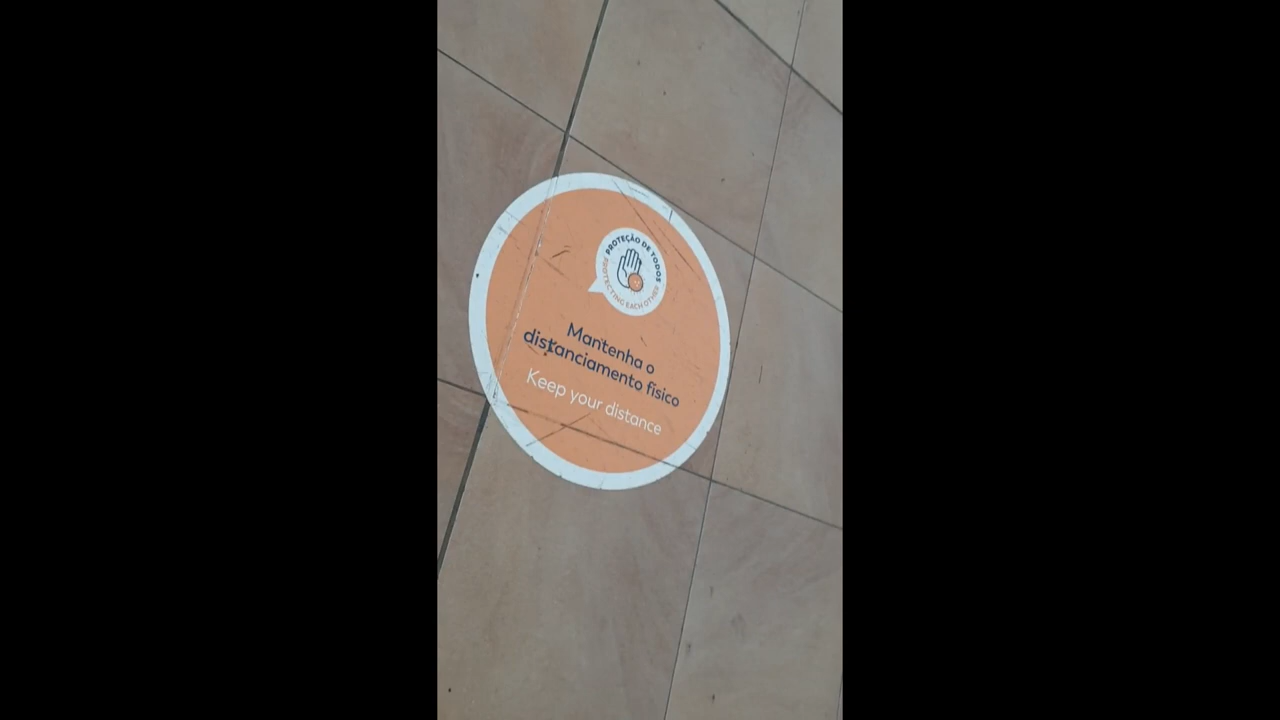 PROTEÇÃO DE TODOS
PROTECTING EACH OTHER
Mantenha o
distanciamento físico
Keep your distance